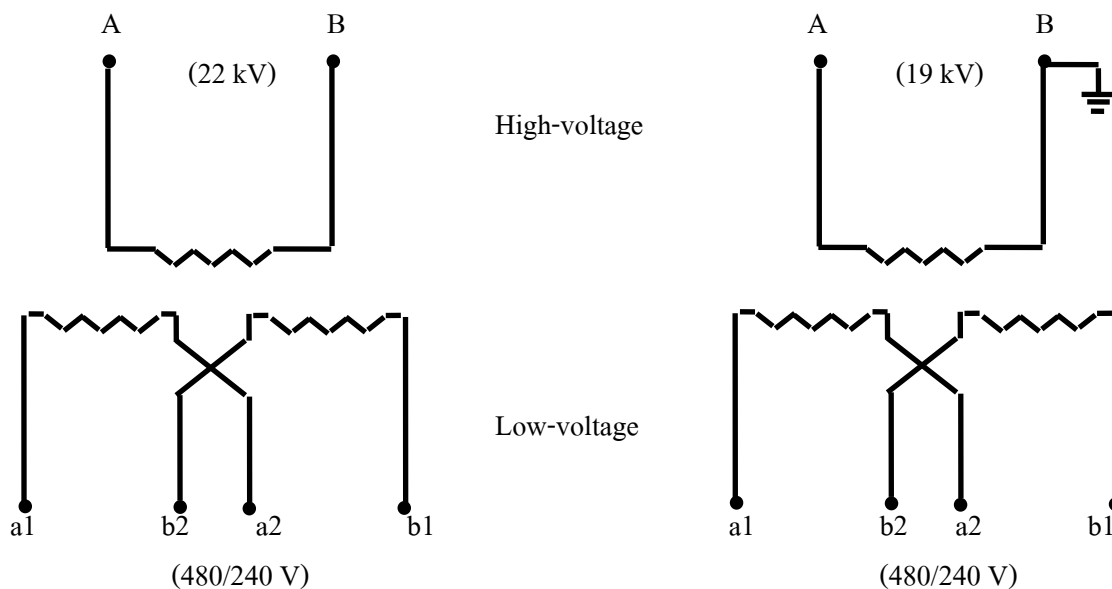 A B A B
(22 kV) (19 kV)
High-voltage
Low-voltage
a1 b2 a2 b1 a1 b2 a2 b1
(480/240 V) (480/240 V)